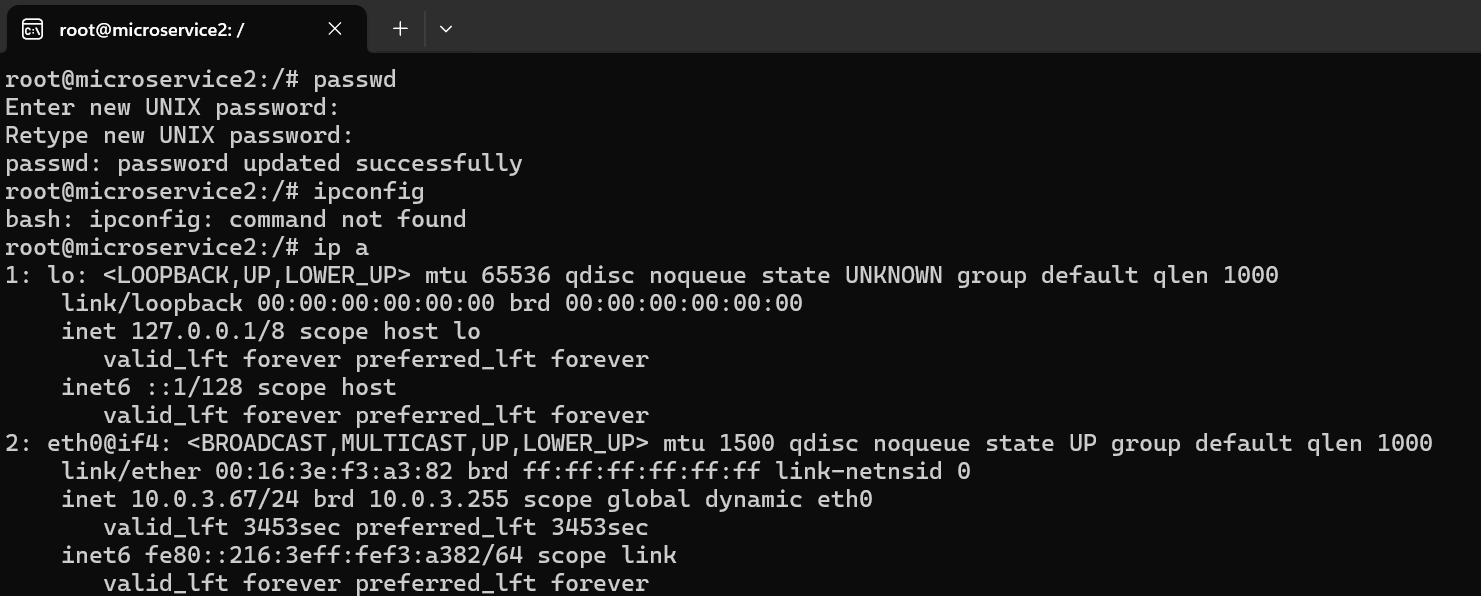 root@microservice2: /
root@microservice2:/# passwd
Enter new UNIX password:
Retype new UNIX password:
passwd: password updated successfully
root@microservice2:/# ipconfig
bash: ipconfig: command not found
root@microservice2:/# ip a
1: lo: <LOOPBACK,UP,LOWER_UP> mtu 65536 qdisc noqueue state UNKNOWN group default qlen 1000
    link/loopback 00:00:00:00:00:00 brd 00:00:00:00:00:00
    inet 127.0.0.1/8 scope host lo
       valid_lft forever preferred_lft forever
    inet6 ::1/128 scope host
       valid_lft forever preferred_lft forever
2: eth0@if4: <BROADCAST,MULTICAST,UP,LOWER_UP> mtu 1500 qdisc noqueue state UP group default qlen 1000
    link/ether 00:16:3e:f3:a3:82 brd ff:ff:ff:ff:ff:ff link-netnsid 0
    inet 10.0.3.67/24 brd 10.0.3.255 scope global dynamic eth0
       valid_lft 3453sec preferred_lft 3453sec
    inet6 fe80::216:3eff:fef3:a382/64 scope link
       valid_lft forever preferred_lft forever